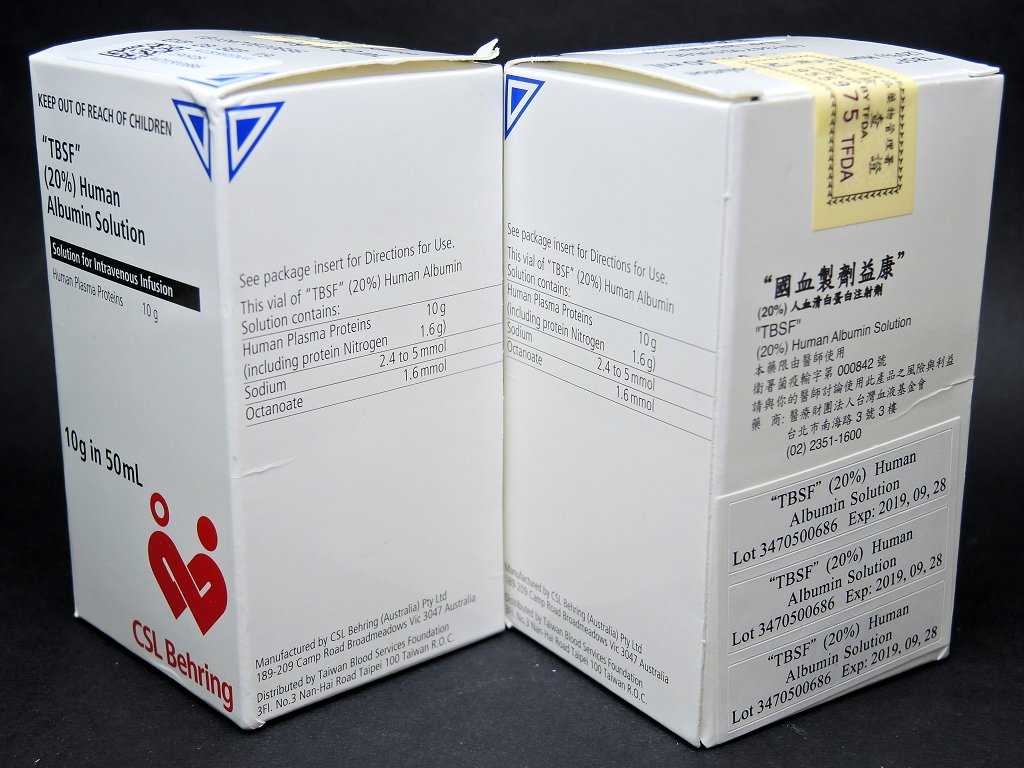 KEEP OUT OF REACH OF CHILDREN
"TBSF"
(20%) Human
Albumin Solution
Solution for Intravenous Infusion
Human Plasma Proteins 10 g
10g in 50mL
CSL Behring
See package insert for Directions for Use.
This vial of "TBSF" (20%) Human Albumin
Solution contains:
Human Plasma Proteins 10 g
(including protein Nitrogen 1.6 g)
Sodium 2.4 to 5 mmol
Octanoate 1.6 mmol
Manufactured by CSL Behring (Australia) Pty Ltd
189-209 Camp Road Broadmeadows Vic 3047 Australia
Distributed by Taiwan Blood Services Foundation
3Fl. No.3 Nan-Hai Road Taipei 100 Taiwan R.O.C.
See package insert for Directions for Use.
This vial of "TBSF" (20%) Human Albumin
Solution contains:
Human Plasma Proteins 10 g
(including protein Nitrogen 1.6 g)
Sodium 2.4 to 5 mmol
Octanoate 1.6 mmol
Manufactured by CSL Behring (Australia) Pty Ltd
189-209 Camp Road Broadmeadows Vic 3047 Australia
Distributed by Taiwan Blood Services Foundation
3Fl. No.3 Nan-Hai Road Taipei 100 Taiwan R.O.C.
藥物管理署
查證
BY TFDA.
75 TFDA
"國血製劑益康"
(20%) 人血清白蛋白注射劑
"TBSF"
(20%) Human Albumin Solution
本藥限由醫師使用
衛署菌疫輸字第 000842 號
請與你的醫師討論使用此產品之風險與利益
藥 商: 醫療財團法人台灣血液基金會
台北市南海路 3 號 3 樓
(02) 2351-1600
"TBSF" (20%) Human
Albumin Solution
Lot 3470500686 Exp: 2019, 09, 28
"TBSF" (20%) Human
Albumin Solution
Lot 3470500686 Exp: 2019, 09, 28
"TBSF" (20%) Human
Albumin Solution
Lot 3470500686 Exp: 2019, 09, 28